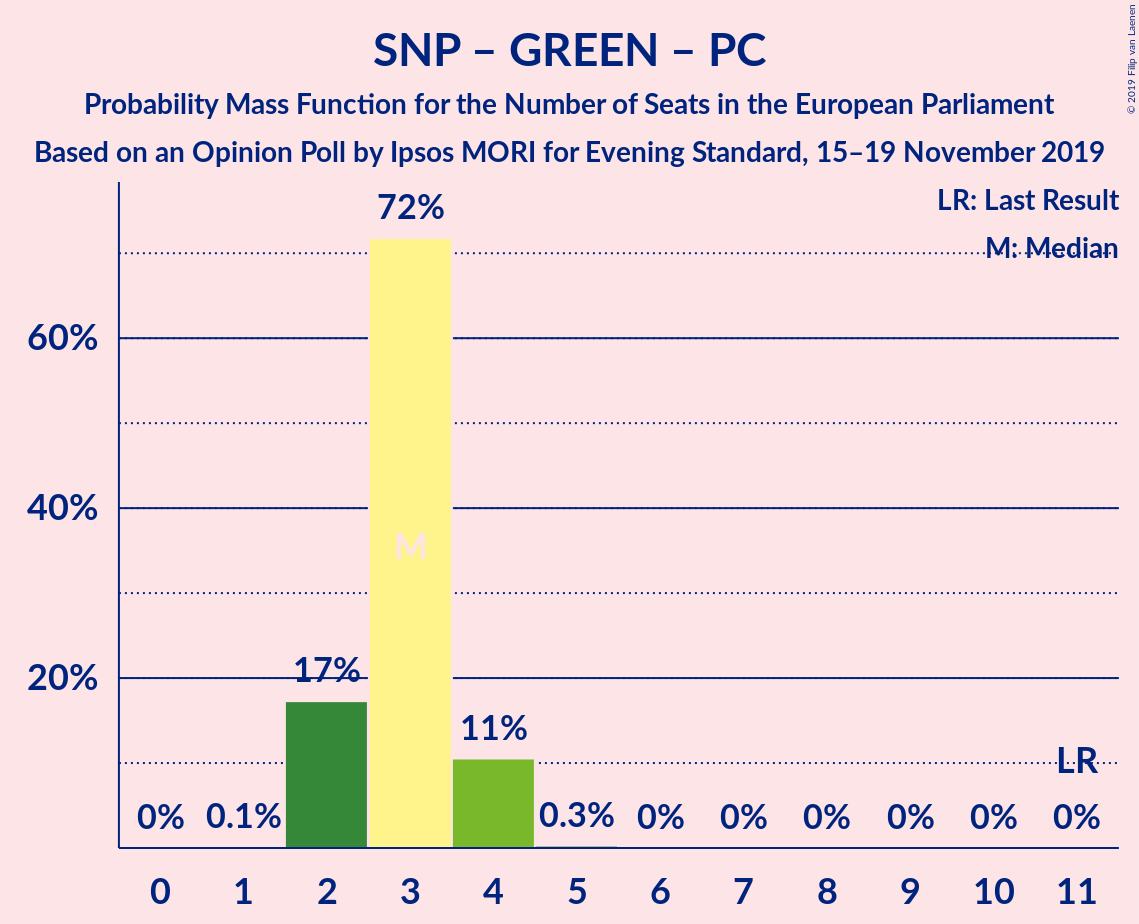 SNP – GREEN – PC
Probability Mass Function for the Number of Seats in the European Parliament
Based on an Opinion Poll by Ipsos MORI for Evening Standard, 15–19 November 2019
© 2019 Filip van Laenen
LR: Last Result
M: Median
72%
60%
40%
M
20%
17%
11%
LR
0% 0.1% 0.3% 0% 0% 0% 0% 0% 0%
0 1 2 3 4 5 6 7 8 9 10 11